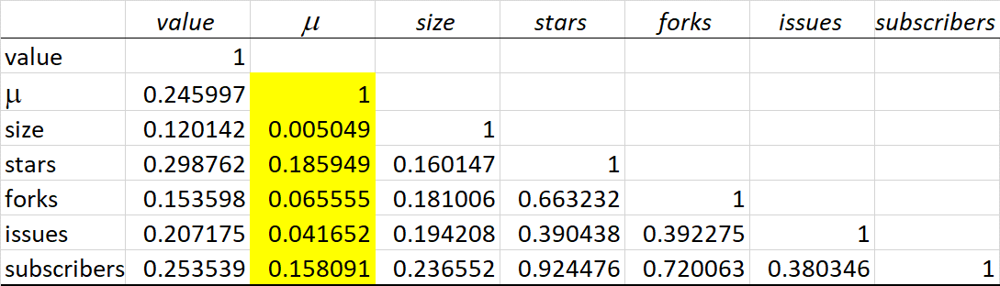 value μ size stars forks issues subscribers
value 1
μ 0.245997 1
size 0.120142 0.005049 1
stars 0.298762 0.185949 0.160147 1
forks 0.153598 0.065555 0.181006 0.663232 1
issues 0.207175 0.041652 0.194208 0.390438 0.392275 1
subscribers 0.253539 0.158091 0.236552 0.924476 0.720063 0.380346 1